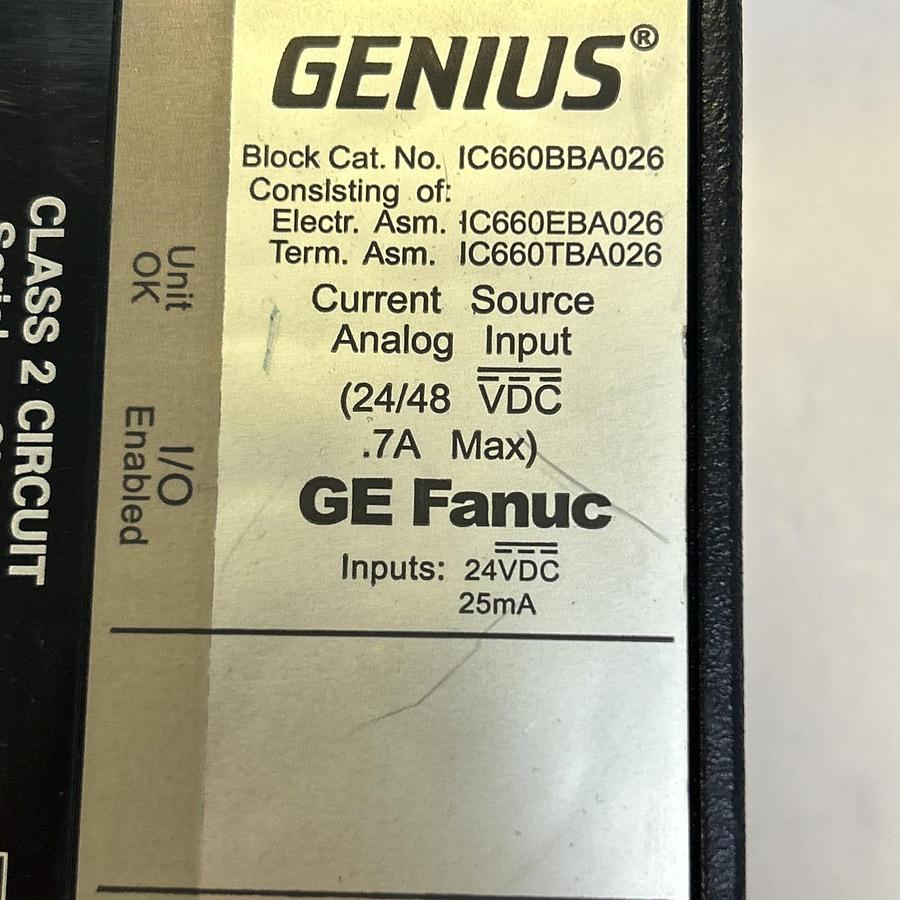 GENIUS®
Block Cat. No. IC660BBA026
Consisting of:
Electr. Asm. IC660EBA026
Term. Asm. IC660TBA026
Current Source
Analog Input
(24/48 VDC
.7A Max)
GE Fanuc
Inputs: 24VDC
25mA
Unit
OK
I/O
Enabled
CLASS 2 CIRCUIT